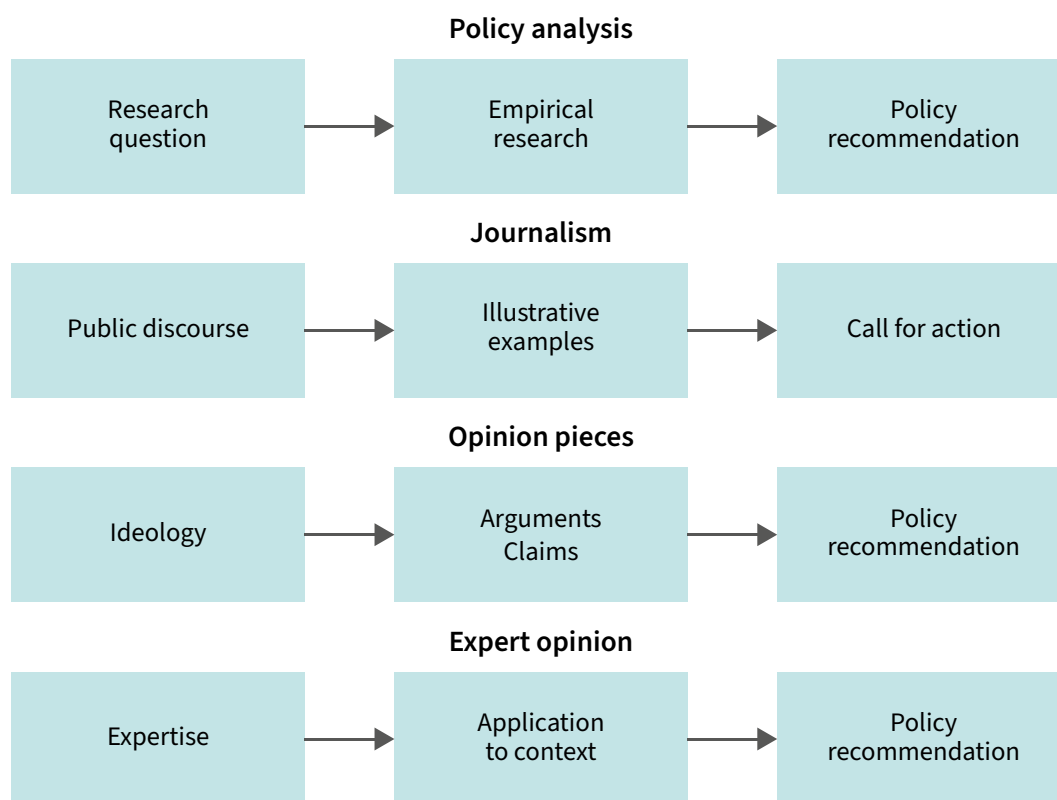 Policy analysis
Research
question
Empirical
research
Policy
recommendation
Journalism
Public discourse
Illustrative
examples
Call for action
Opinion pieces
Ideology
Arguments
Claims
Policy
recommendation
Expert opinion
Expertise
Application
to context
Policy
recommendation